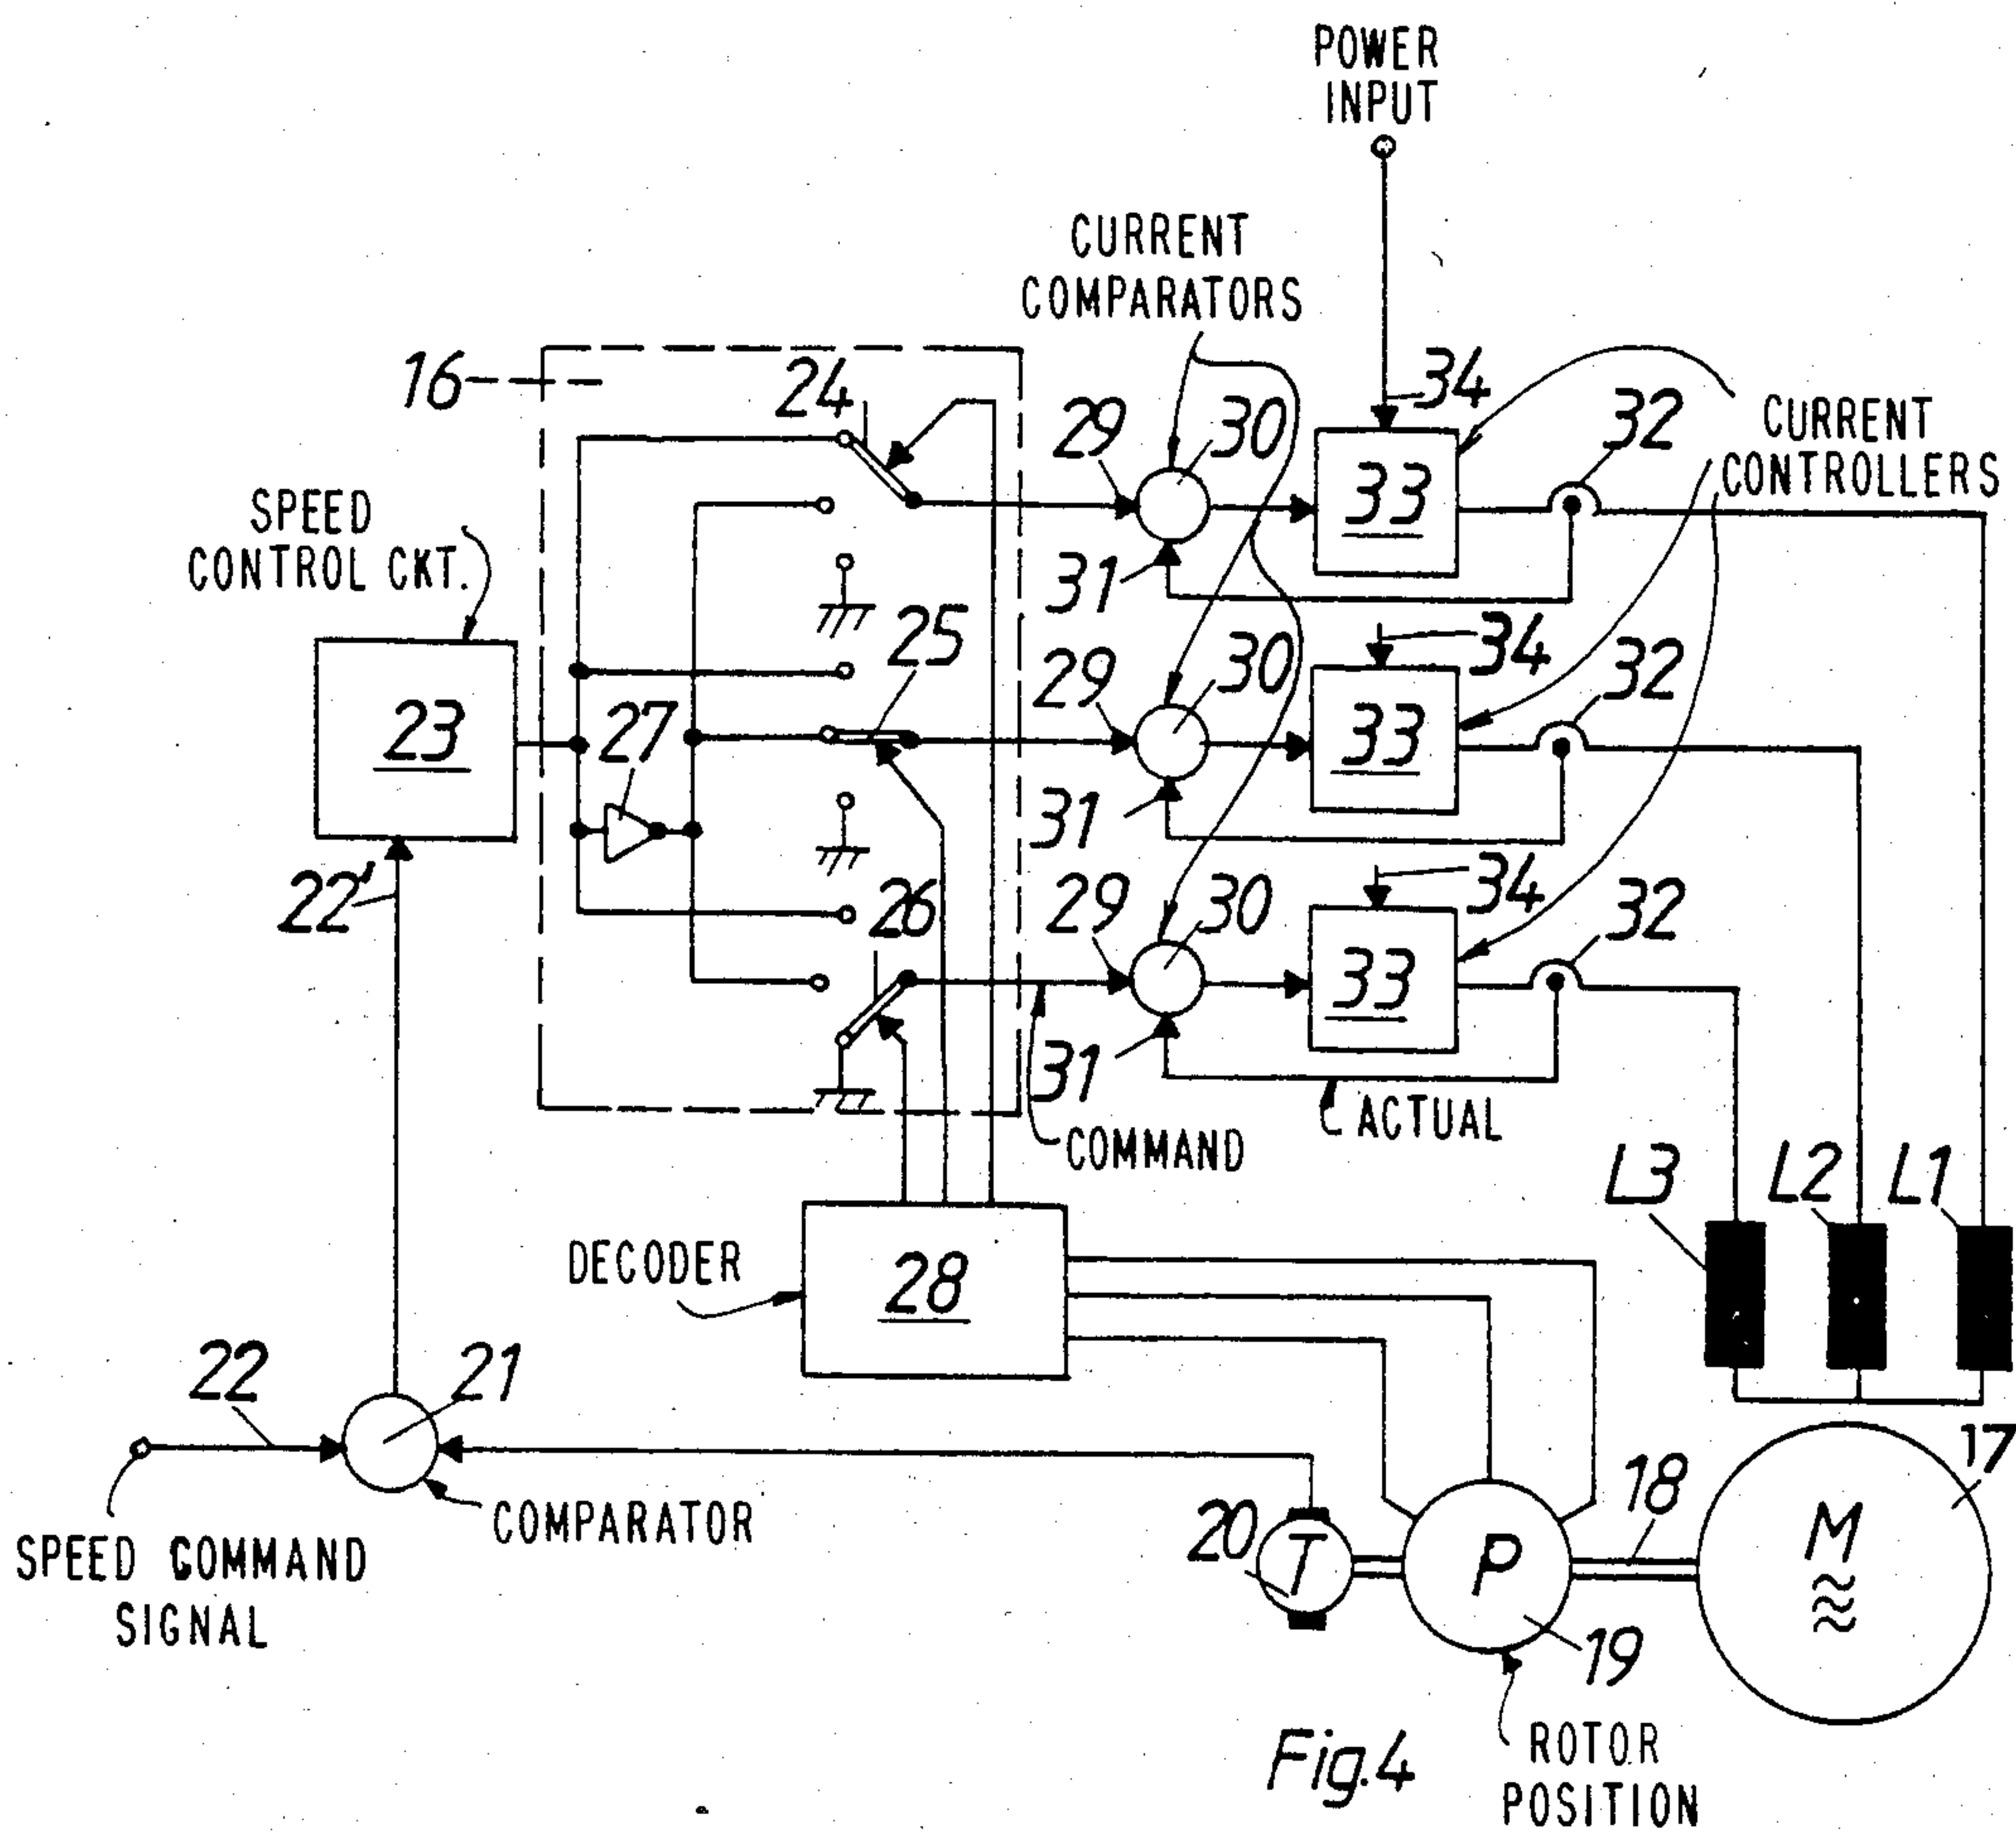 POWER
INPUT
CURRENT
COMPARATORS
16
24
29
30
34
32
CURRENT
CONTROLLERS
33
SPEED
CONTROL CKT.
31
25
29
30
34
32
23
27
33
22'
31
26
29
30
34
32
33
31
ACTUAL
COMMAND
L3
L2
L1
DECODER
28
22
21
17
18
COMPARATOR
20
T
P
M
SPEED COMMAND
SIGNAL
19
Fig.4
ROTOR
POSITION